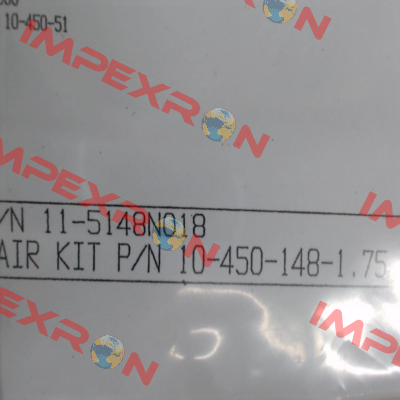 10-450-51
/N 11-5148N018
AIR KIT P/N 10-450-148-1.75
IMPEXRON
IMPEXRON
IMPEXRON
IMPEXRON